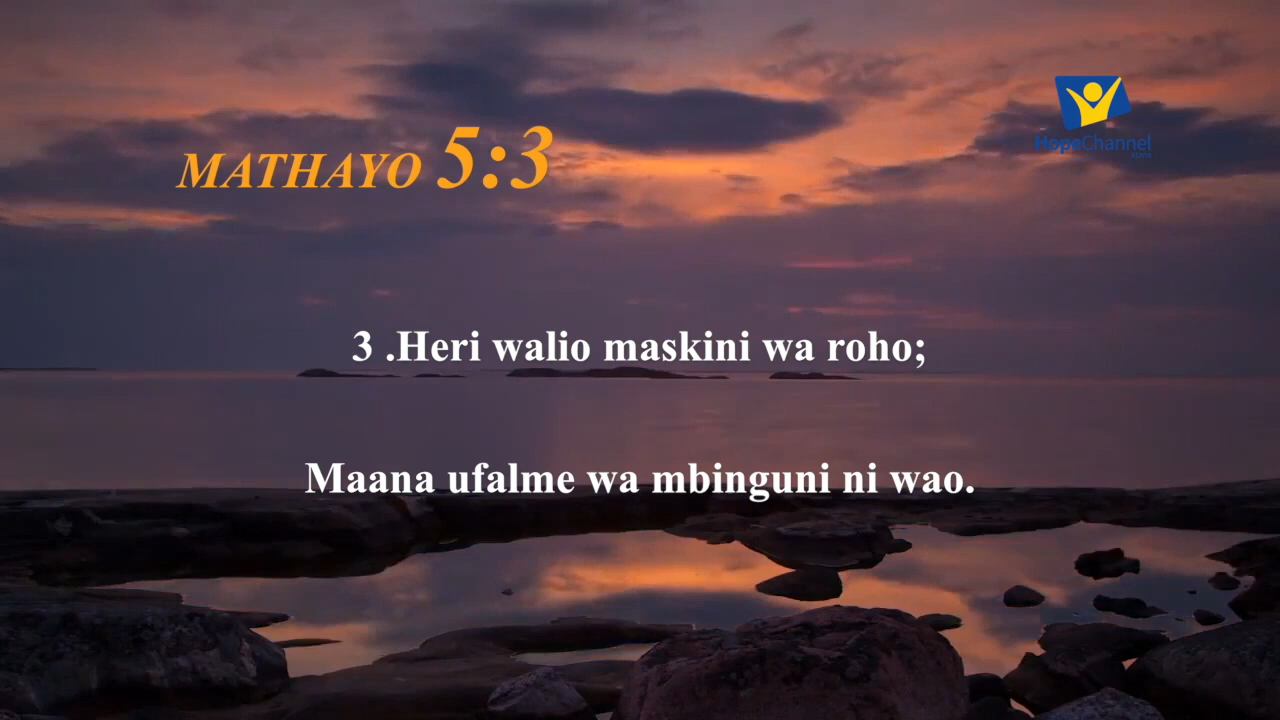 MATHAYO 5:3
HopeChannel
3 .Heri walio maskini wa roho;
Maana ufalme wa mbinguni ni wao.